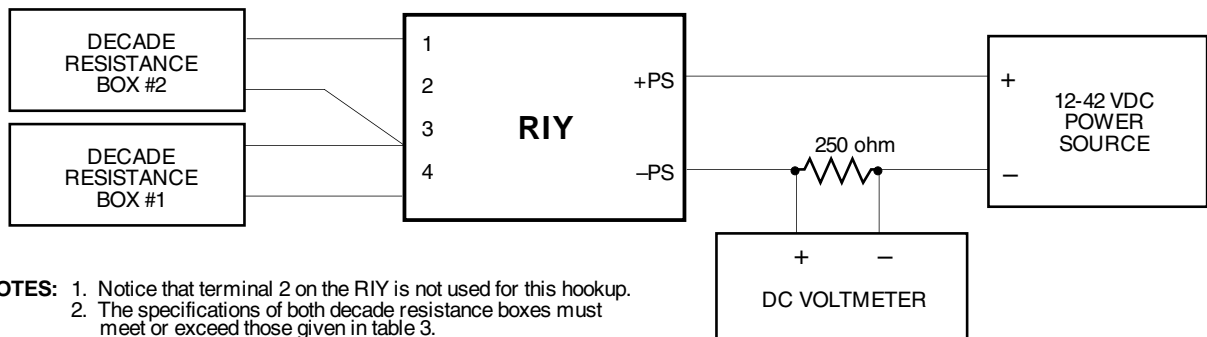 DECADE
RESISTANCE
BOX #2
DECADE
RESISTANCE
BOX #1
1
2
3
4
RIY
+PS
–PS
250 ohm
+
–
12-42 VDC
POWER
SOURCE
+ –
DC VOLTMETER
OTES: 1. Notice that terminal 2 on the RIY is not used for this hookup.
2. The specifications of both decade resistance boxes must
meet or exceed those given in table 3.